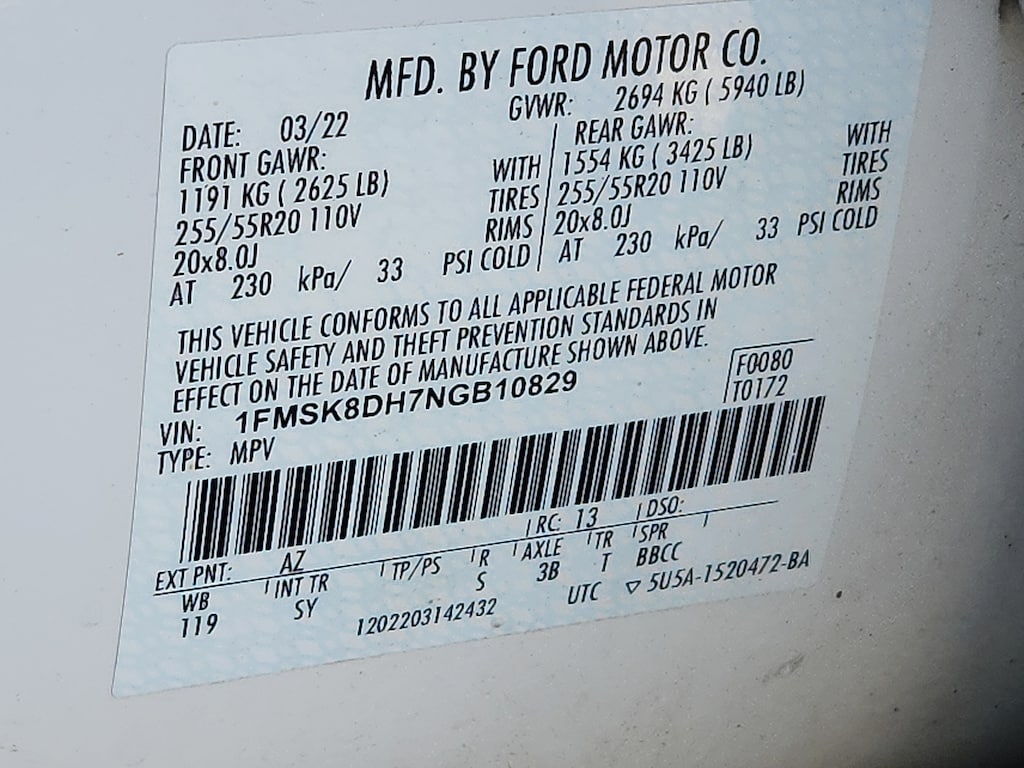 MFD. BY FORD MOTOR CO.
DATE: 03/22 GVWR: 2694 KG ( 5940 LB)
FRONT GAWR: REAR GAWR:
1191 KG ( 2625 LB) WITH 1554 KG ( 3425 LB) WITH
255/55R20 110V TIRES 255/55R20 110V TIRES
20x8.0J RIMS 20x8.0J RIMS
AT 230 kPa/ 33 PSI COLD AT 230 kPa/ 33 PSI COLD
THIS VEHICLE CONFORMS TO ALL APPLICABLE FEDERAL MOTOR
VEHICLE SAFETY AND THEFT PREVENTION STANDARDS IN
EFFECT ON THE DATE OF MANUFACTURE SHOWN ABOVE.
VIN: 1FMSK8DH7NGB10829 F0080
TYPE: MPV T0172
EXT PNT: AZ RC: 13 DSO:
WB INT TR TP/PS R AXLE TR SPR
119 SY S 3B T BBCC
1202203142432 UTC ▽ 5U5A-1520472-BA